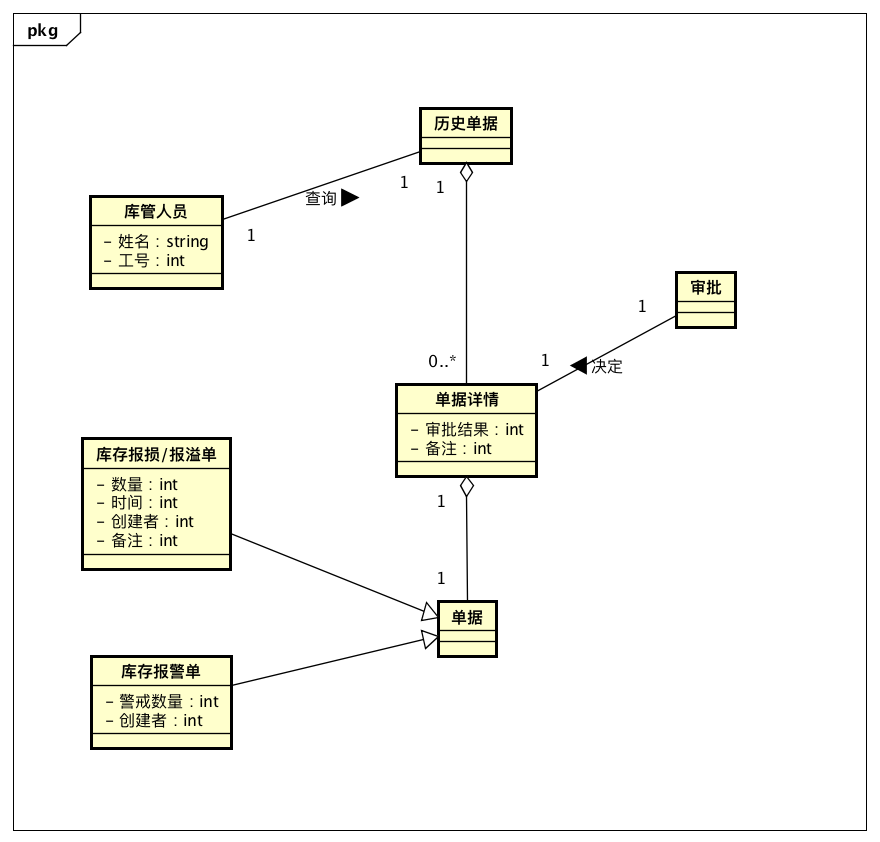 pkg
历史单据
1
1
查询
1
库管人员
- 姓名 : string
- 工号 : int
审批
1
决定
1
0..*
单据详情
- 审批结果 : int
- 备注 : int
1
库存报损/报溢单
- 数量 : int
- 时间 : int
- 创建者 : int
- 备注 : int
1
单据
库存报警单
- 警戒数量 : int
- 创建者 : int